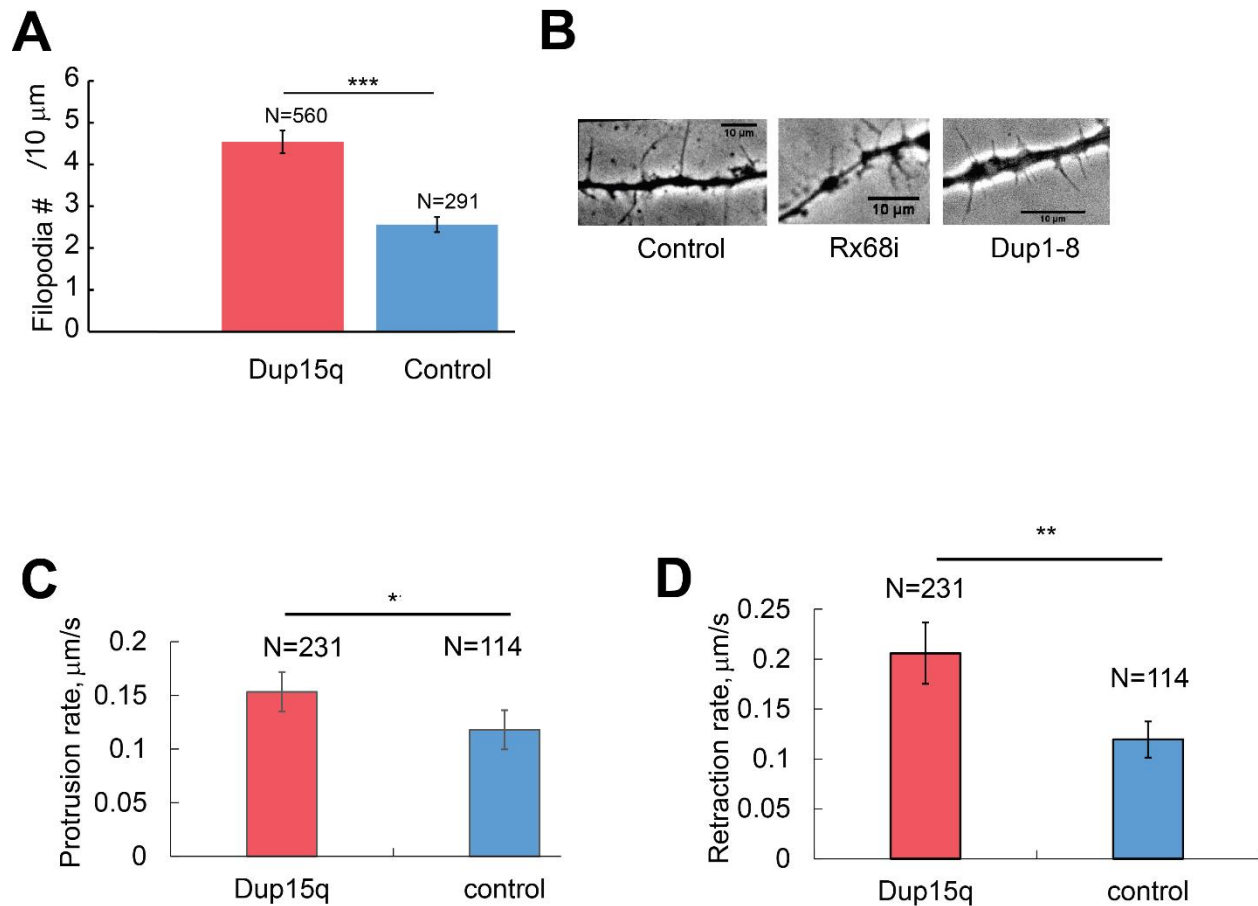 A
Filopodia # /10 μm
6
5
4
3
2
1
0
***
N=560
N=291
Dup15q
Control
B
10 μm
10 μm
10 μm
Control
Rx68i
Dup1-8
C
Protrusion rate, μm/s
0.2
0.15
0.1
0.05
0
*
N=231
N=114
Dup15q
control
D
Retraction rate, μm/s
0.25
0.2
0.15
0.1
0.05
0
**
N=231
N=114
Dup15q
control